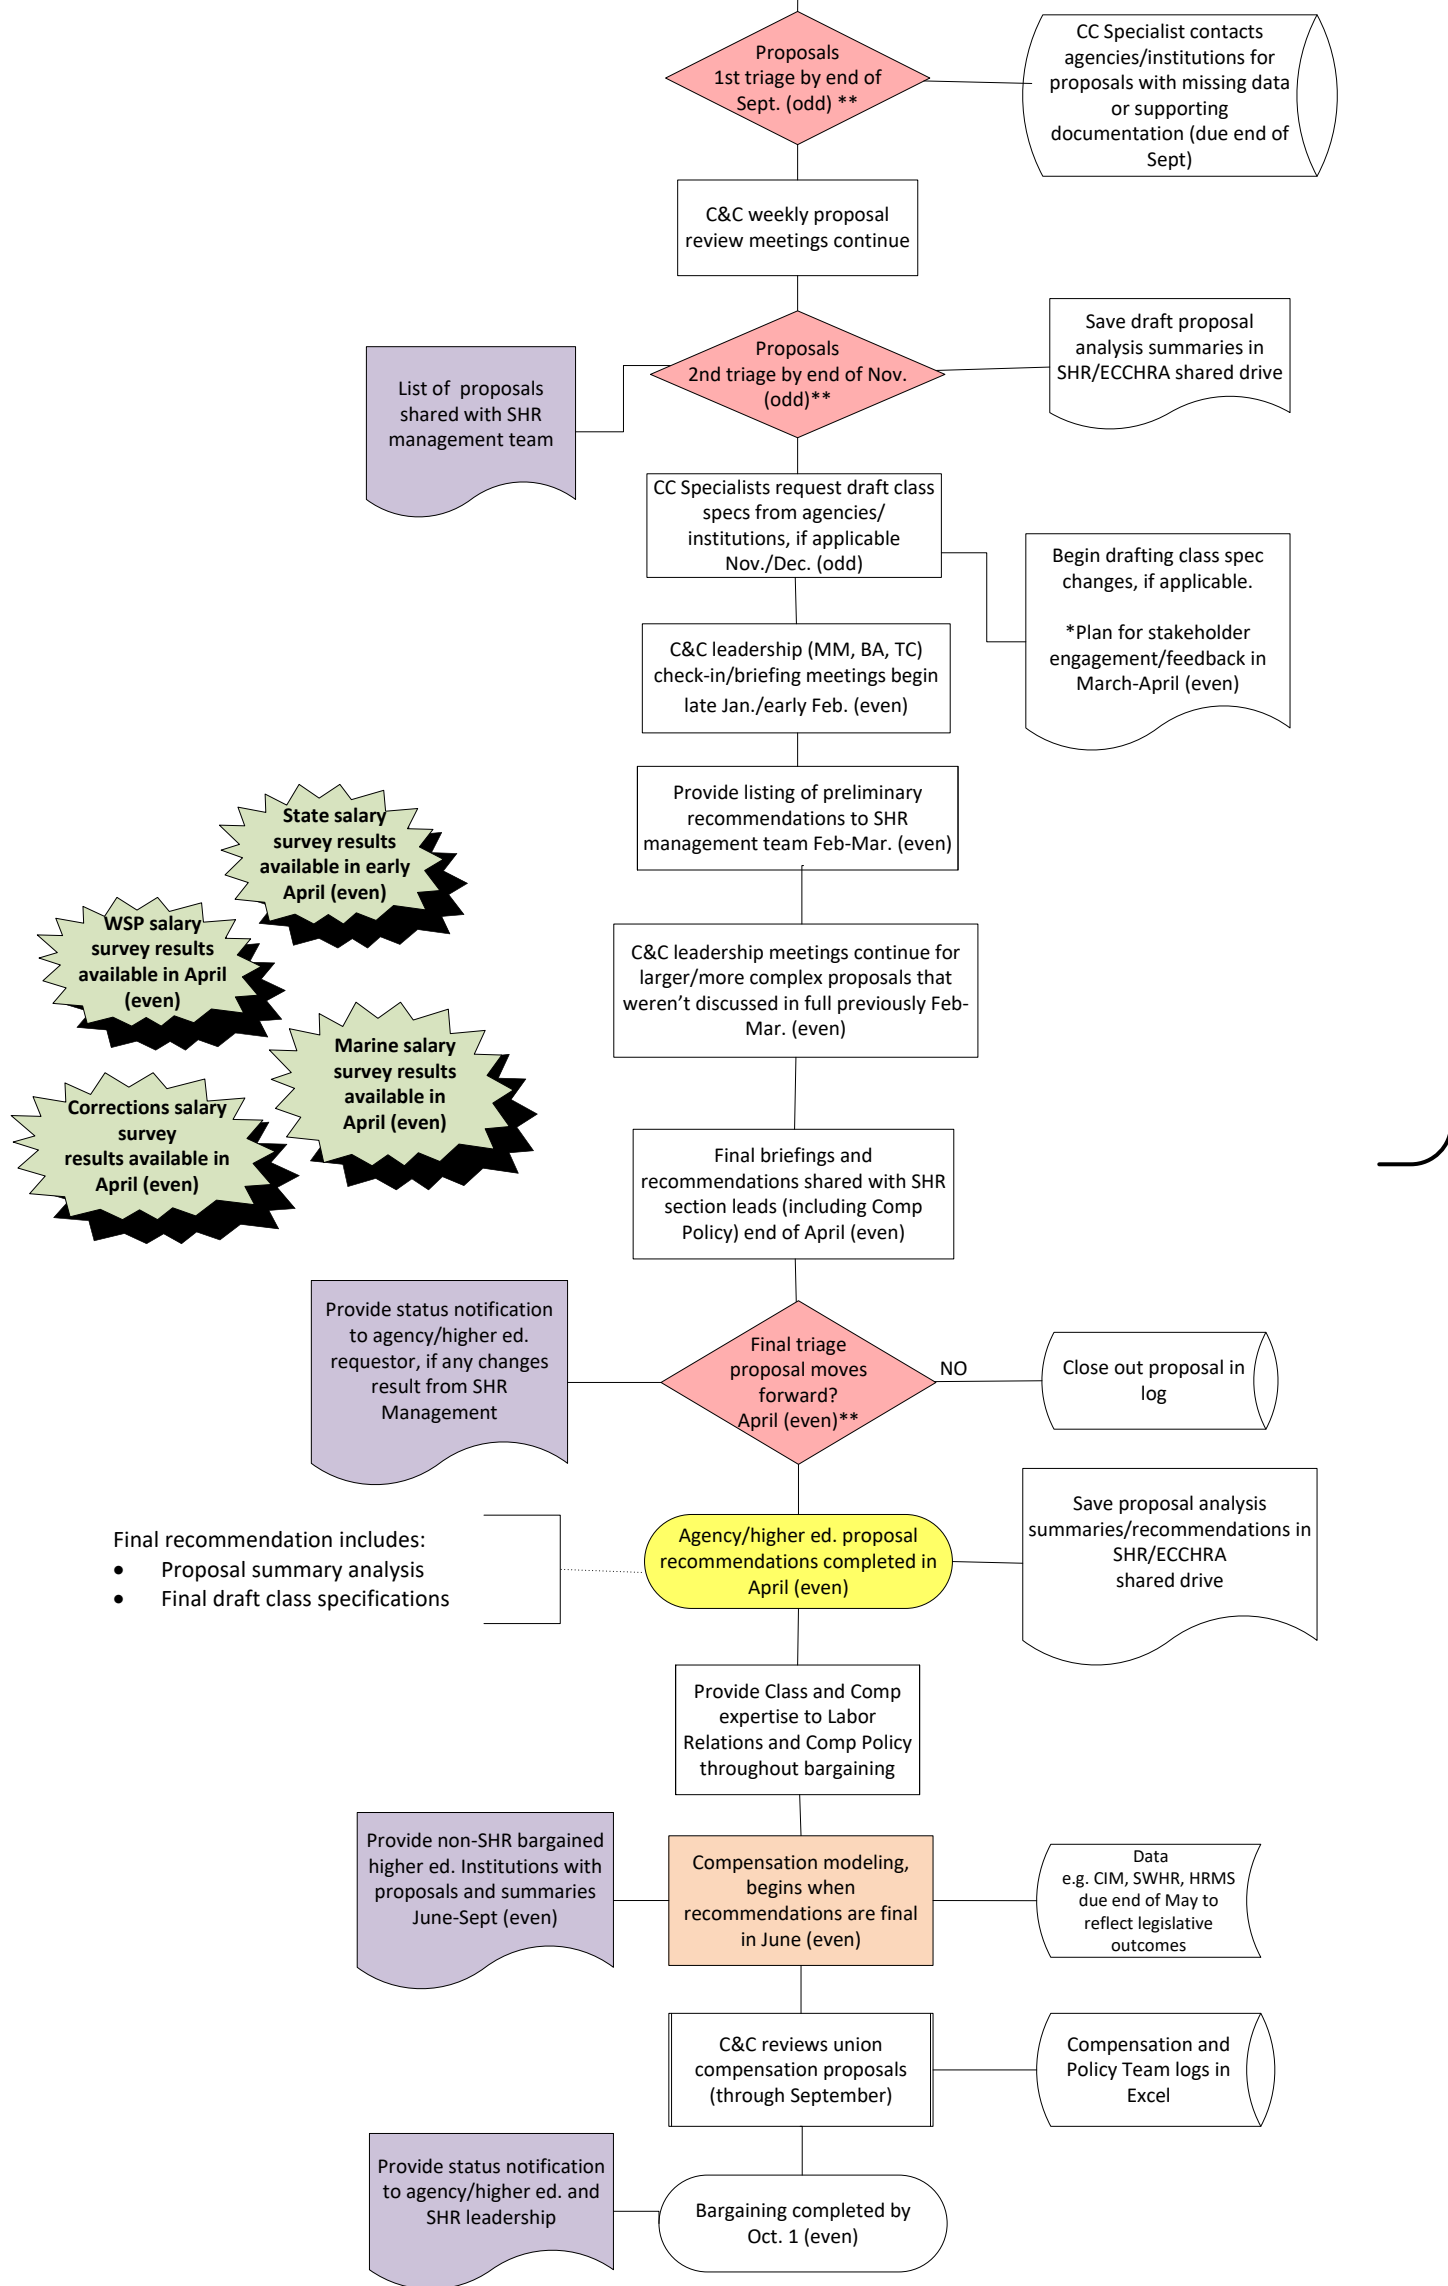 Proposals
1st triage by end of
Sept. (odd) **
CC Specialist contacts
agencies/institutions for
proposals with missing data
or supporting
documentation (due end of
Sept)
C&C weekly proposal
review meetings continue
Proposals
2nd triage by end of Nov.
(odd)**
Save draft proposal
analysis summaries in
SHR/ECCHRA shared drive
List of  proposals
shared with SHR
management team
CC Specialists request draft class
specs from agencies/
institutions, if applicable
Nov./Dec. (odd)
Begin drafting class spec
changes, if applicable.
*Plan for stakeholder
engagement/feedback in
March-April (even)
C&C leadership (MM, BA, TC)
check-in/briefing meetings begin
late Jan./early Feb. (even)
Provide listing of preliminary
recommendations to SHR
management team Feb-Mar. (even)
State salary
survey results
available in early
April (even)
WSP salary
survey results
available in April
(even)
Marine salary
survey results
available in
April (even)
Corrections salary
survey
results available in
April (even)
C&C leadership meetings continue for
larger/more complex proposals that
weren’t discussed in full previously Feb-
Mar. (even)
Final briefings and
recommendations shared with SHR
section leads (including Comp
Policy) end of April (even)
Provide status notification
to agency/higher ed.
requestor, if any changes
result from SHR
Management
Final triage
proposal moves
forward?
April (even)**
NO
Close out proposal in
log
Final recommendation includes:
• Proposal summary analysis
• Final draft class specifications
Agency/higher ed. proposal
recommendations completed in
April (even)
Save proposal analysis
summaries/recommendations in
SHR/ECCHRA
shared drive
Provide Class and Comp
expertise to Labor
Relations and Comp Policy
throughout bargaining
Provide non-SHR bargained
higher ed. Institutions with
proposals and summaries
June-Sept (even)
Compensation modeling,
begins when
recommendations are final
in June (even)
Data
e.g. CIM, SWHR, HRMS
due end of May to
reflect legislative
outcomes
C&C reviews union
compensation proposals
(through September)
Compensation and
Policy Team logs in
Excel
Provide status notification
to agency/higher ed. and
SHR leadership
Bargaining completed by
Oct. 1 (even)